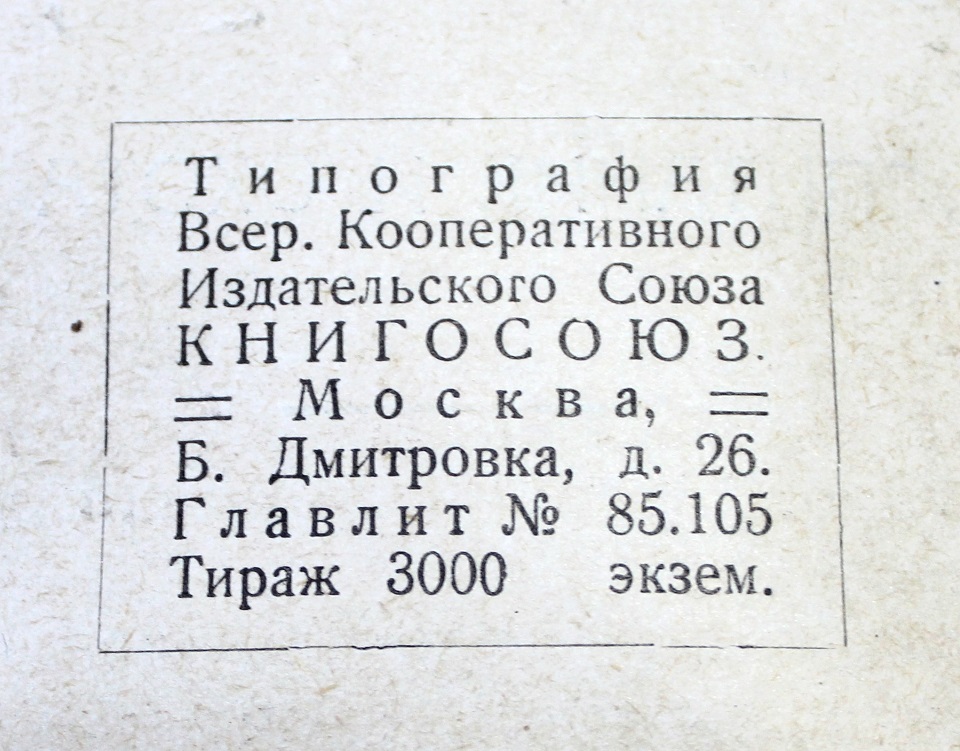 Типография
Всер. Кооперативного
Издательского Союза
КНИГОСОЮЗ.
= Москва, =
Б. Дмитровка, д. 26.
Главлит № 85.105
Тираж 3000 экзем.